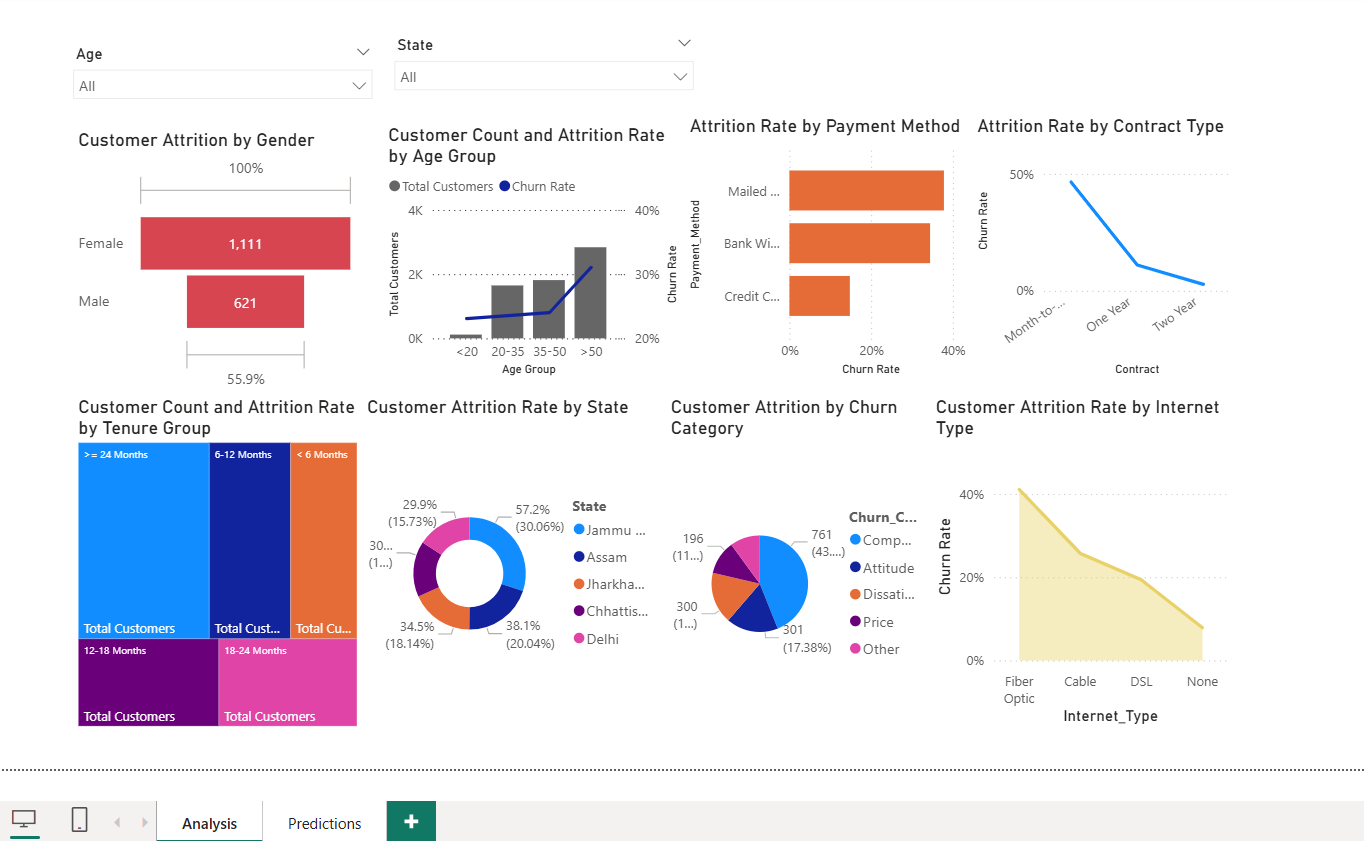 Age
All
State
All
Customer Attrition by Gender
100%
Female
1,111
Male
621
55.9%
Customer Count and Attrition Rate
by Age Group
Total Customers
Churn Rate
4K
2K
0K
40%
30%
20%
Total Customers
Churn Rate
<20
20-35
35-50
>50
Age Group
Attrition Rate by Payment Method
Payment_Method
Mailed ...
Bank Wi...
Credit C...
0%
20%
40%
Churn Rate
Attrition Rate by Contract Type
Churn Rate
50%
0%
Month-to-...
One Year
Two Year
Contract
Customer Count and Attrition Rate
by Tenure Group
>= 24 Months
Total Customers
6-12 Months
Total Cust...
< 6 Months
Total Cu...
12-18 Months
Total Customers
18-24 Months
Total Customers
Customer Attrition Rate by State
57.2%
(30.06%)
38.1%
(20.04%)
34.5%
(18.14%)
30...
(1...)
29.9%
(15.73%)
State
Jammu ...
Assam
Jharkha...
Chhattis...
Delhi
Customer Attrition by Churn
Category
761
(43....)
301
(17.38%)
300
(1...)
196
(11...)
Churn_C...
Comp...
Attitude
Dissati...
Price
Other
Customer Attrition Rate by Internet
Type
Churn Rate
40%
20%
0%
Fiber
Optic
Cable
DSL
None
Internet_Type
Analysis
Predictions